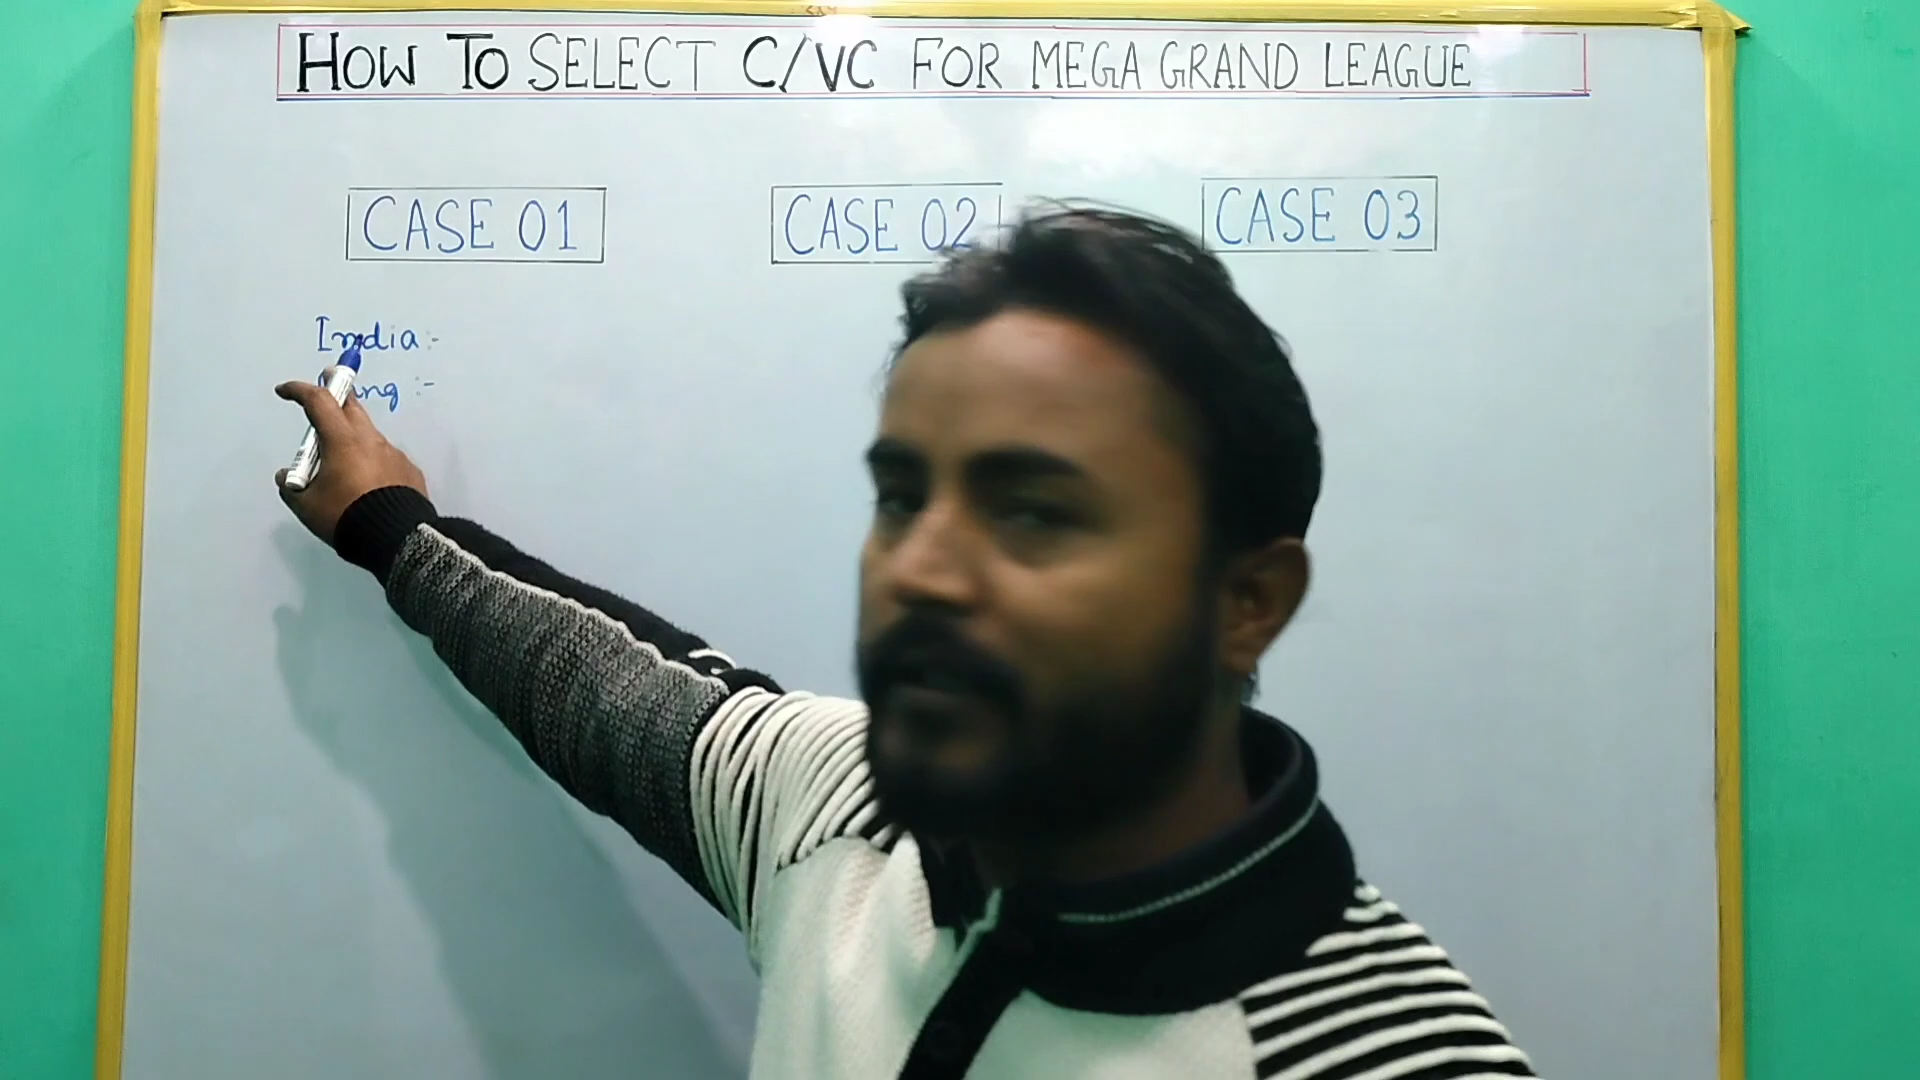 HOW TO SELECT C/VC FOR MEGA GRAND LEAGUE
CASE 01 CASE 02 CASE 03
India :-